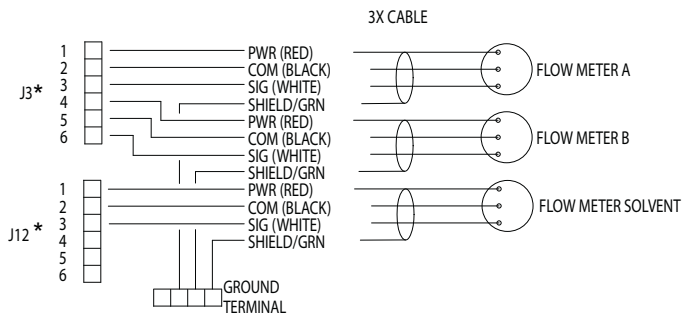 3X CABLE
J3*
1
2
3
4
5
6
PWR (RED)
COM (BLACK)
SIG (WHITE)
SHIELD/GRN
PWR (RED)
COM (BLACK)
SIG (WHITE)
SHIELD/GRN
FLOW METER A
FLOW METER B
J12*
1
2
3
4
5
6
PWR (RED)
COM (BLACK)
SIG (WHITE)
SHIELD/GRN
FLOW METER SOLVENT
GROUND
TERMINAL